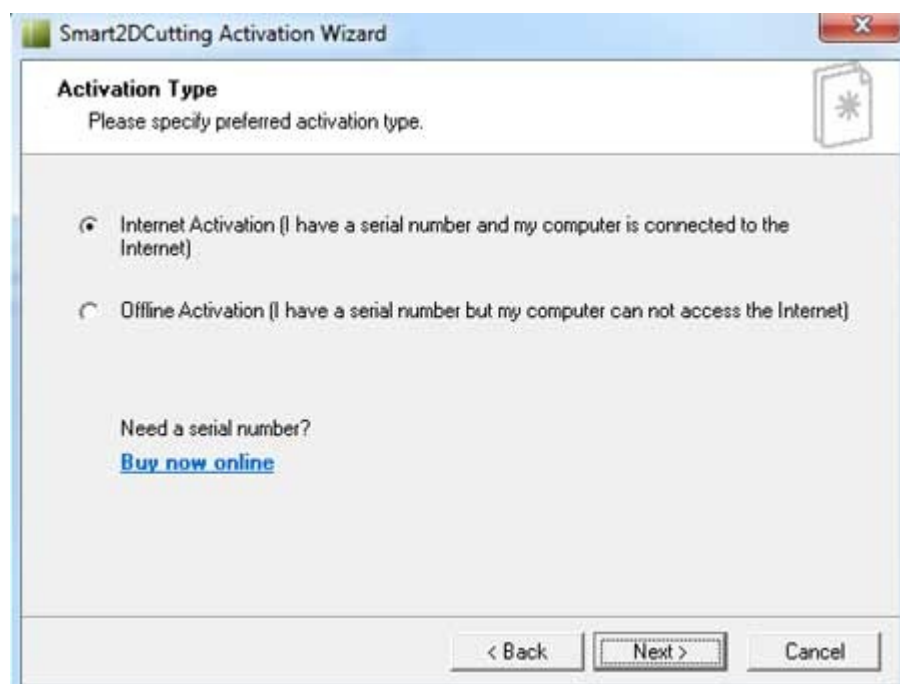 Smart2DCutting Activation Wizard
Activation Type
Please specify preferred activation type.
Internet Activation (I have a serial number and my computer is connected to the
Internet)
Offline Activation (I have a serial number but my computer can not access the Internet)
Need a serial number?
Buy now online
< Back
Next >
Cancel